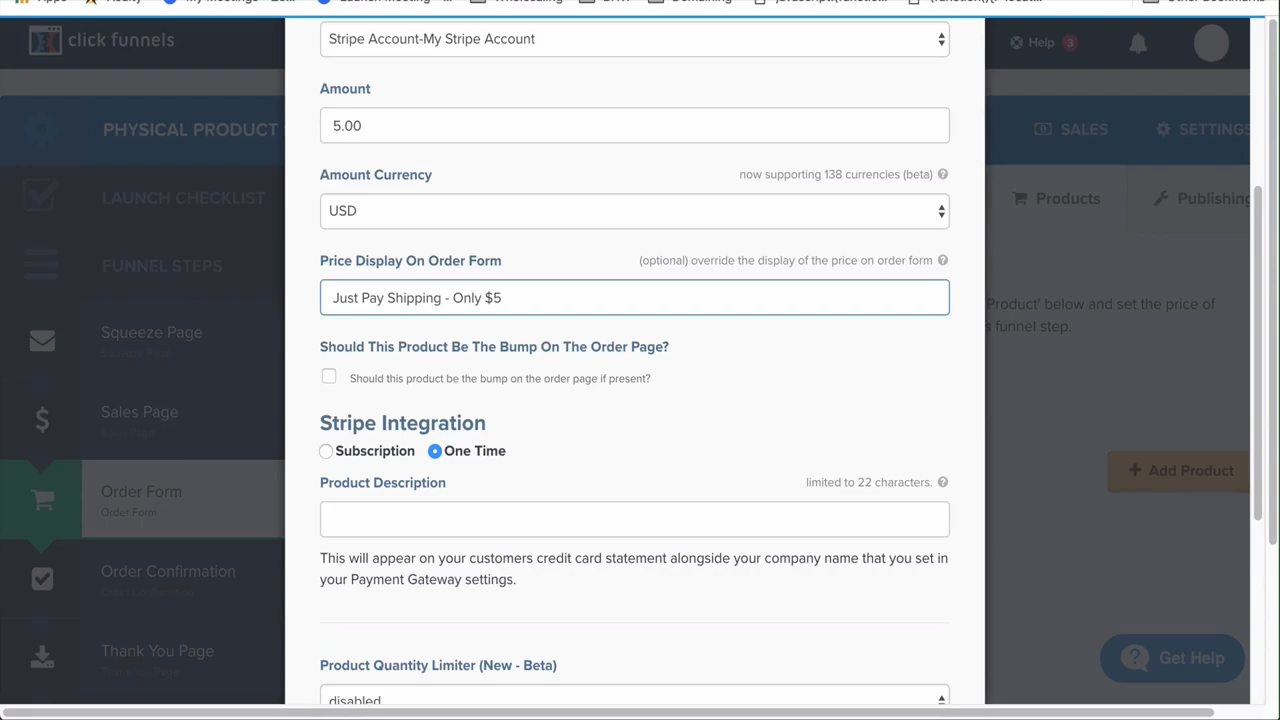 Other Bookmarks
click funnels
Help 3
Stripe Account-My Stripe Account
Amount
5.00
Amount Currency
now supporting 138 currencies (beta)
USD
Price Display On Order Form
(optional) override the display of the price on order form
Just Pay Shipping - Only $5
Should This Product Be The Bump On The Order Page?
Should this product be the bump on the order page if present?
Stripe Integration
Subscription
One Time
Product Description
limited to 22 characters.
This will appear on your customers credit card statement alongside your company name that you set in
your Payment Gateway settings.
Product Quantity Limiter (New - Beta)
disabled
PHYSICAL PRODUCT
LAUNCH CHECKLIST
FUNNEL STEPS
Squeeze Page
Sales Page
Order Form
Order Form
Order Confirmation
Thank You Page
SALES
SETTINGS
Products
Publishing
Product' below and set the price of
s funnel step.
+ Add Product
Get Help